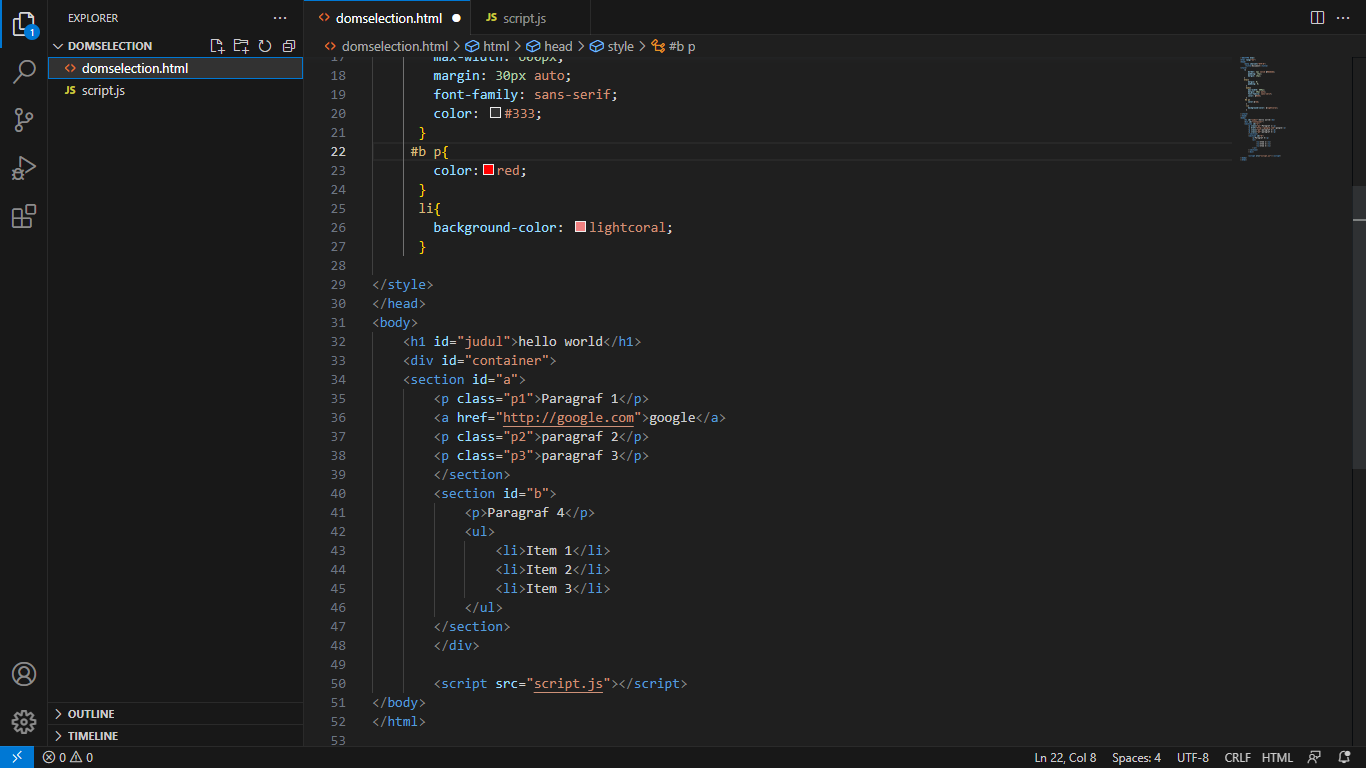 EXPLORER
DOMSELECTION
domselection.html
JS script.js
OUTLINE
TIMELINE
1
domselection.html
JS script.js
domselection.html > html > head > style > #b p
17 max-width: 600px;
18 margin: 30px auto;
19 font-family: sans-serif;
20 color: #333;
21 }
22 #b p{
23 color:red;
24 }
25 li{
26 background-color: lightcoral;
27 }
28
29 </style>
30 </head>
31 <body>
32 <h1 id="judul">hello world</h1>
33 <div id="container">
34 <section id="a">
35 <p class="p1">Paragraf 1</p>
36 <a href="http://google.com">google</a>
37 <p class="p2">paragraf 2</p>
38 <p class="p3">paragraf 3</p>
39 </section>
40 <section id="b">
41 <p>Paragraf 4</p>
42 <ul>
43 <li>Item 1</li>
44 <li>Item 2</li>
45 <li>Item 3</li>
46 </ul>
47 </section>
48 </div>
49
50 <script src="script.js"></script>
51 </body>
52 </html>
53
0 0
Ln 22, Col 8 Spaces: 4 UTF-8 CRLF HTML